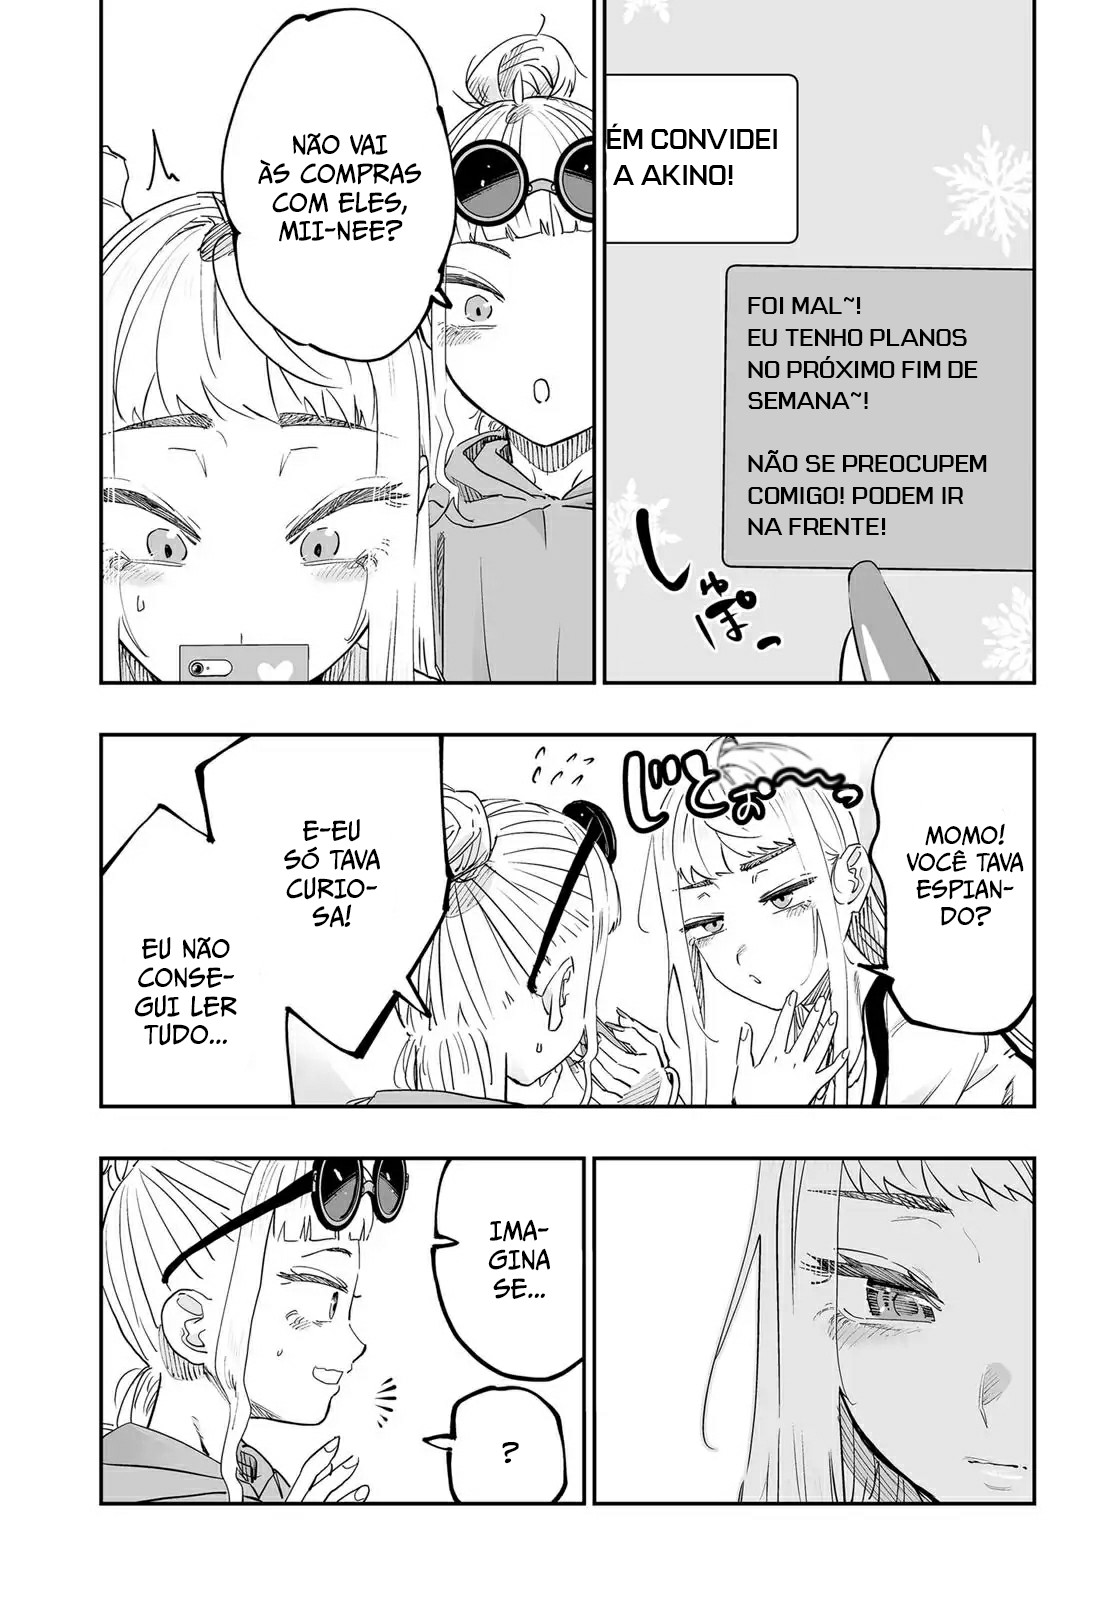 ÉM CONVIDEI
A AKINO!
FOI MAL~!
EU TENHO PLANOS
NO PRÓXIMO FIM DE
SEMANA~!
NÃO SE PREOCUPEM
COMIGO! PODEM IR
NA FRENTE!
しゅぽっ
NÃO VAI
ÀS COMPRAS
COM ELES,
MII-NEE?
MOMO!
VOCÊ TAVA
ESPIAN-
DO?
じとぉ〜〜っ
E-EU
SÓ TAVA
CURIO-
SA!
EU NÃO
CONSE-
GUI LER
TUDO...
IMA-
GINA
SE...
?